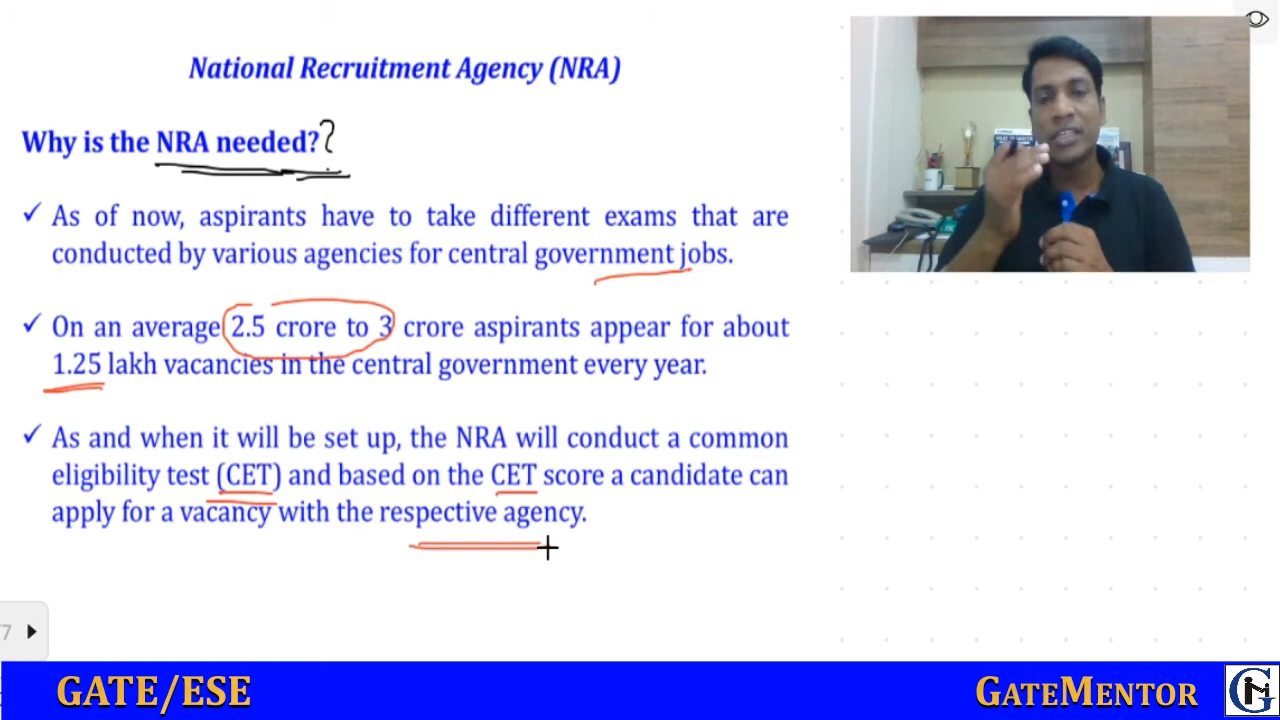 National Recruitment Agency (NRA)
Why is the NRA needed??
✓ As of now, aspirants have to take different exams that are
conducted by various agencies for central government jobs.
✓ On an average 2.5 crore to 3 crore aspirants appear for about
1.25 lakh vacancies in the central government every year.
✓ As and when it will be set up, the NRA will conduct a common
eligibility test (CET) and based on the CET score a candidate can
apply for a vacancy with the respective agency.
7
GATE/ESE
GATEMENTOR